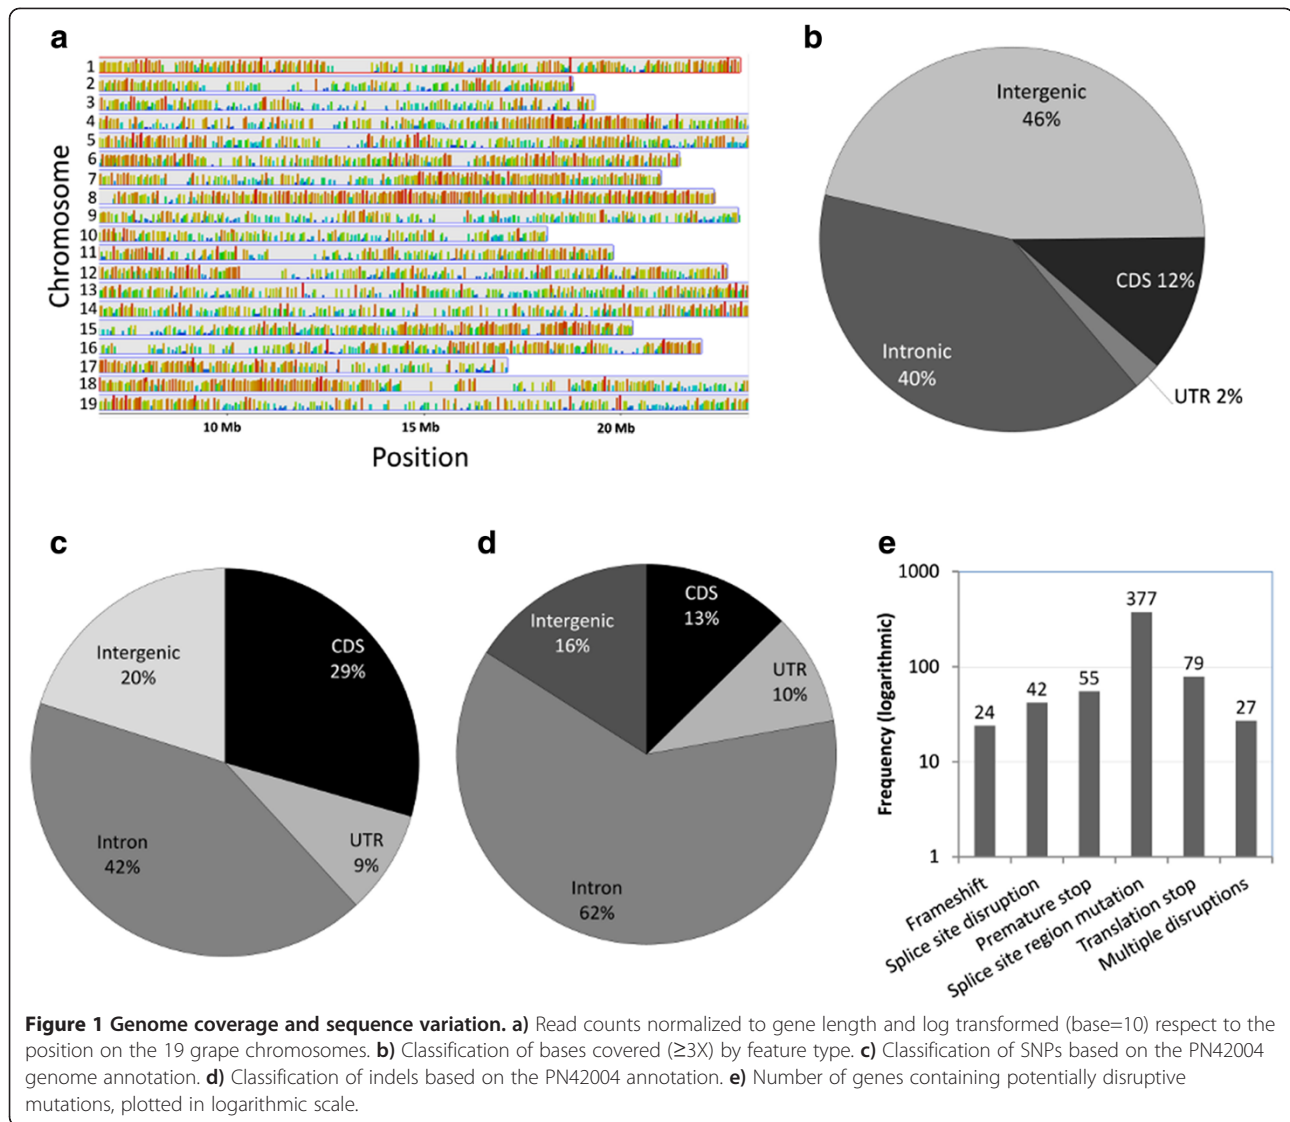 a
Chromosome
1
2
3
4
5
6
7
8
9
10
11
12
13
14
15
16
17
18
19
10 Mb 15 Mb 20 Mb
Position
b
Intergenic
46%
CDS 12%
Intronic
40%
UTR 2%
c
CDS
29%
Intergenic
20%
UTR
9%
Intron
42%
d
CDS
13%
Intergenic
16%
UTR
10%
Intron
62%
e
Frequency (logarithmic)
1000
100
10
1
24
42
55
377
79
27
Frameshift
Splice site disruption
Premature stop
Splice site region mutation
Translation stop
Multiple disruptions
Figure 1 Genome coverage and sequence variation. a) Read counts normalized to gene length and log transformed (base=10) respect to the
position on the 19 grape chromosomes. b) Classification of bases covered (≥3X) by feature type. c) Classification of SNPs based on the PN42004
genome annotation. d) Classification of indels based on the PN42004 annotation. e) Number of genes containing potentially disruptive
mutations, plotted in logarithmic scale.